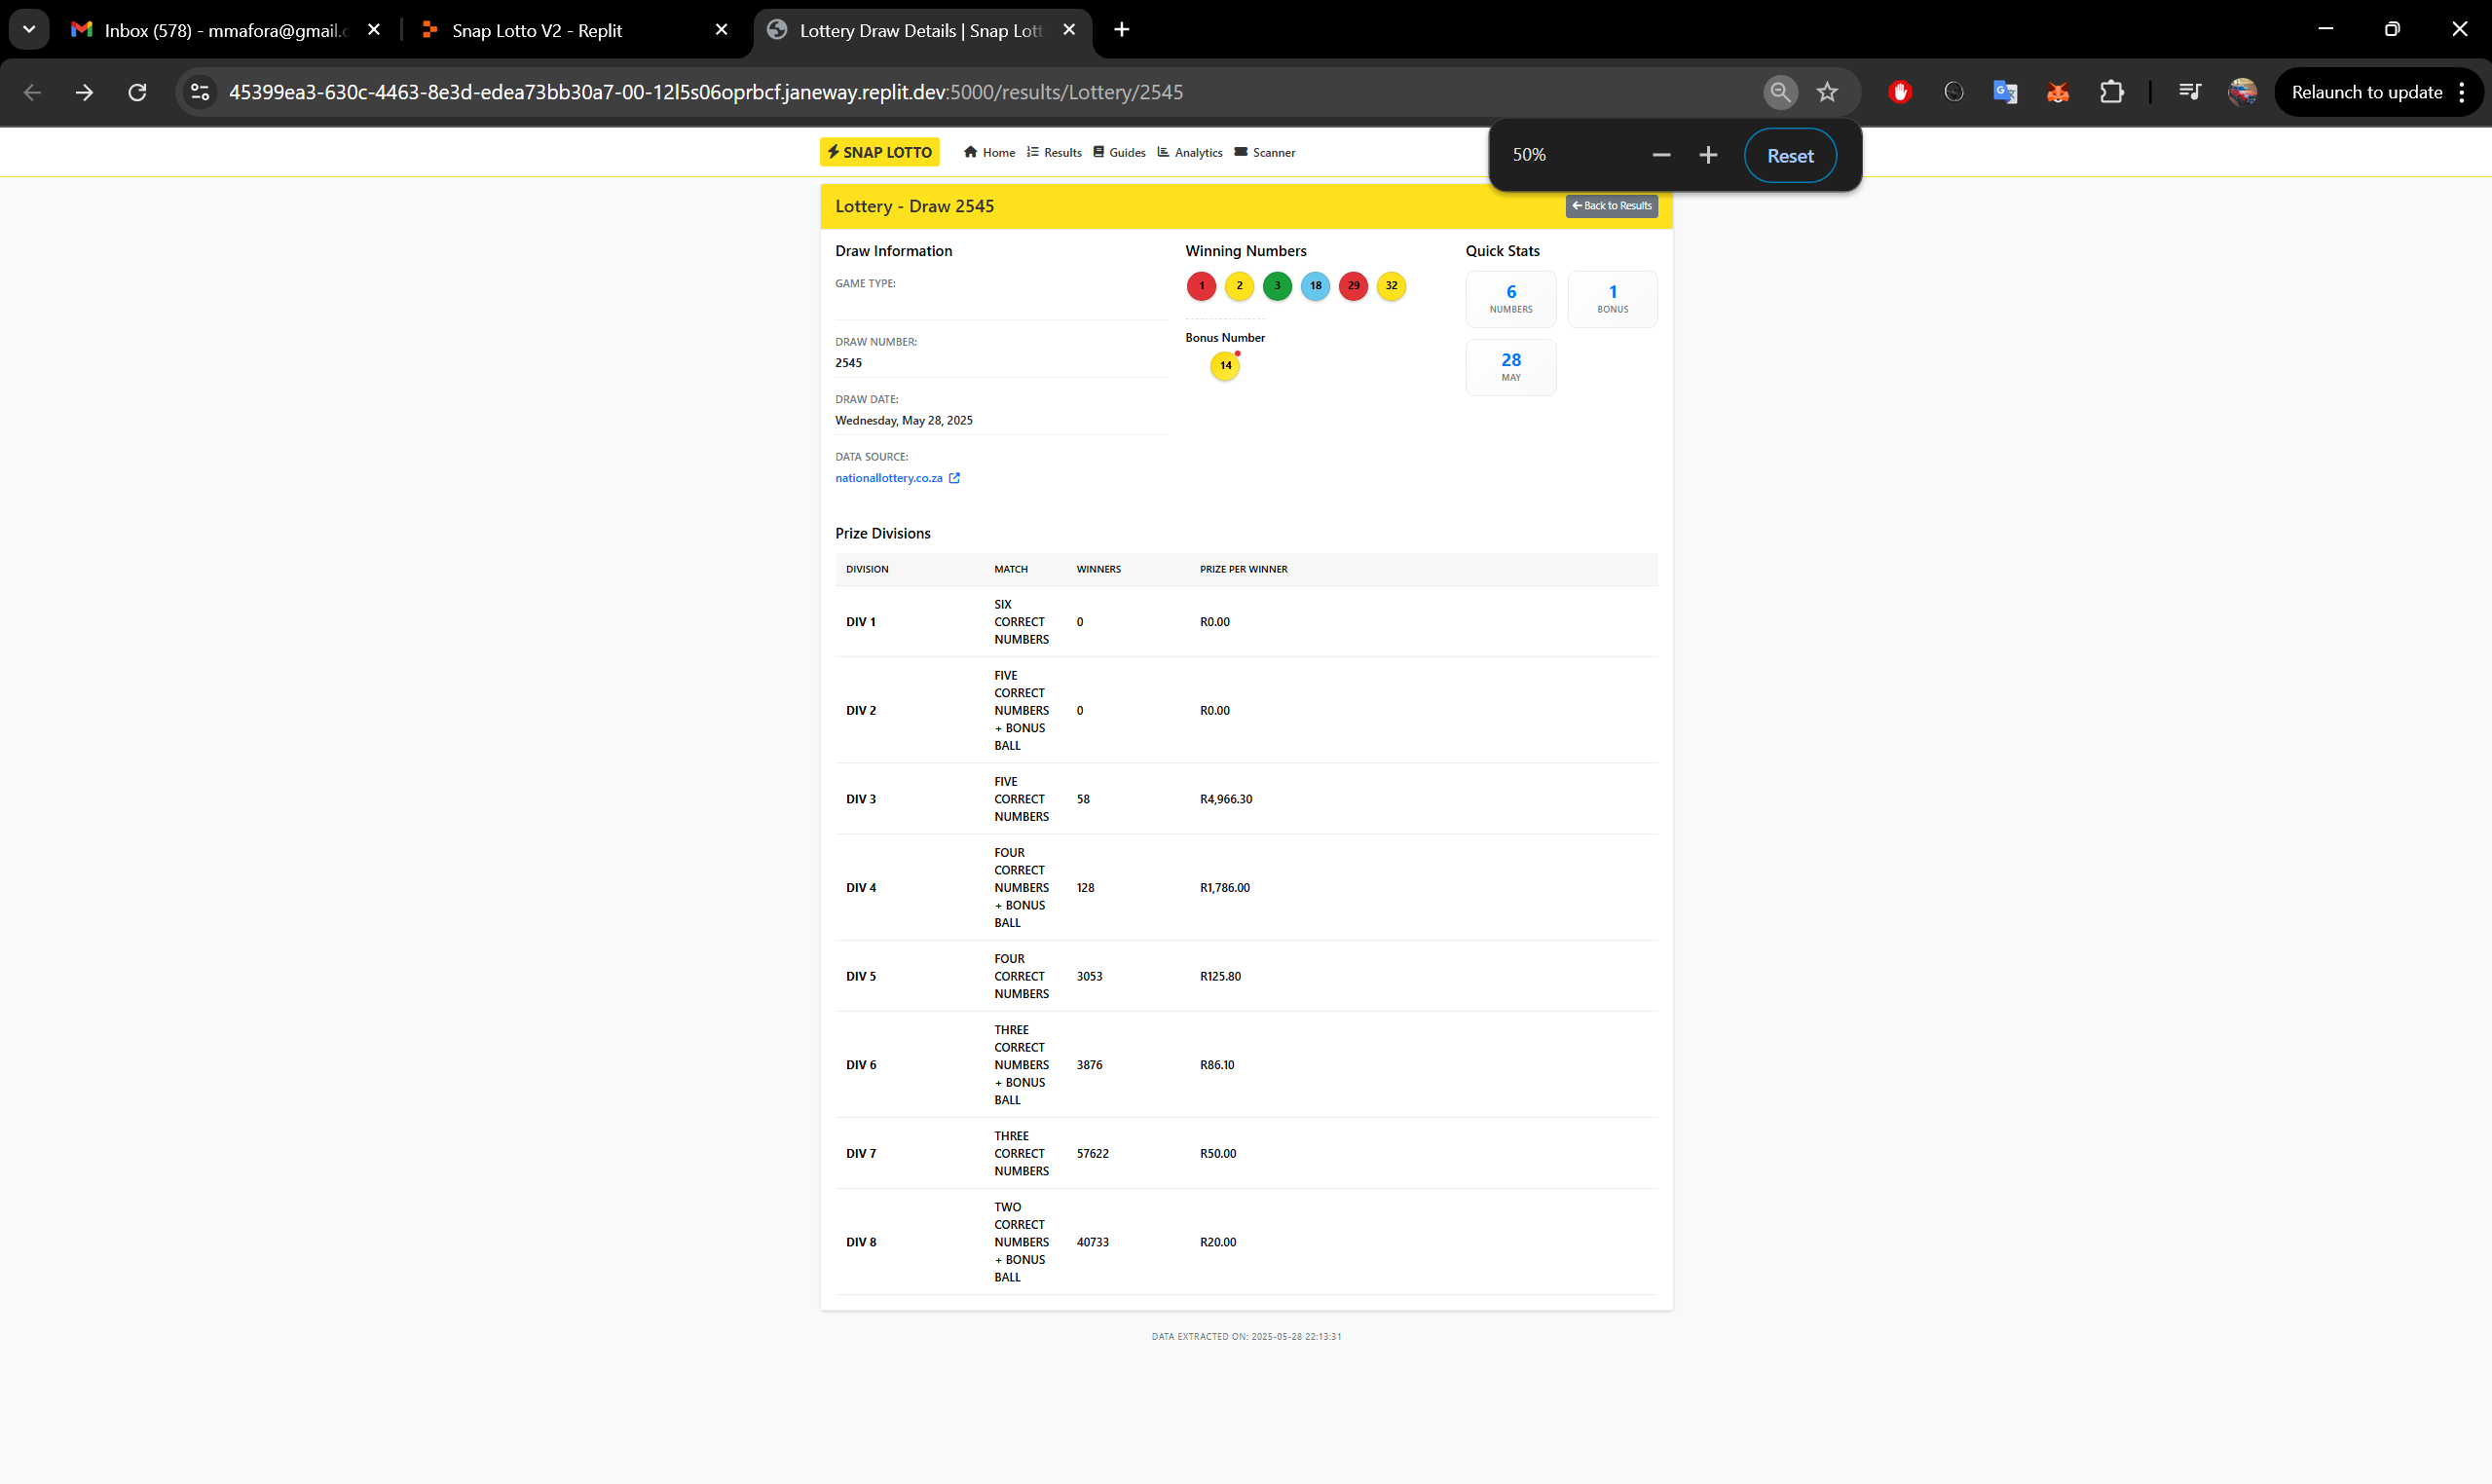 Inbox (578) - mmafora@gmail.c
Snap Lotto V2 - Replit
Lottery Draw Details | Snap Lott
45399ea3-630c-4463-8e3d-edea73bb30a7-00-12l5s06oprbcf.janeway.replit.dev:5000/results/Lottery/2545
Relaunch to update
50%
Reset
SNAP LOTTO
Home
Results
Guides
Analytics
Scanner
Lottery - Draw 2545
Back to Results
Draw Information
GAME TYPE:
DRAW NUMBER:
2545
DRAW DATE:
Wednesday, May 28, 2025
DATA SOURCE:
nationallottery.co.za
Winning Numbers
1 2 3 18 29 32
Bonus Number
14
Quick Stats
6
NUMBERS
1
BONUS
28
MAY
Prize Divisions
DIVISION MATCH WINNERS PRIZE PER WINNER
DIV 1
SIX
CORRECT
NUMBERS
0
R0.00
DIV 2
FIVE
CORRECT
NUMBERS
+ BONUS
BALL
0
R0.00
DIV 3
FIVE
CORRECT
NUMBERS
58
R4,966.30
DIV 4
FOUR
CORRECT
NUMBERS
+ BONUS
BALL
128
R1,786.00
DIV 5
FOUR
CORRECT
NUMBERS
3053
R125.80
DIV 6
THREE
CORRECT
NUMBERS
+ BONUS
BALL
3876
R86.10
DIV 7
THREE
CORRECT
NUMBERS
57622
R50.00
DIV 8
TWO
CORRECT
NUMBERS
+ BONUS
BALL
40733
R20.00
DATA EXTRACTED ON: 2025-05-28 22:13:31